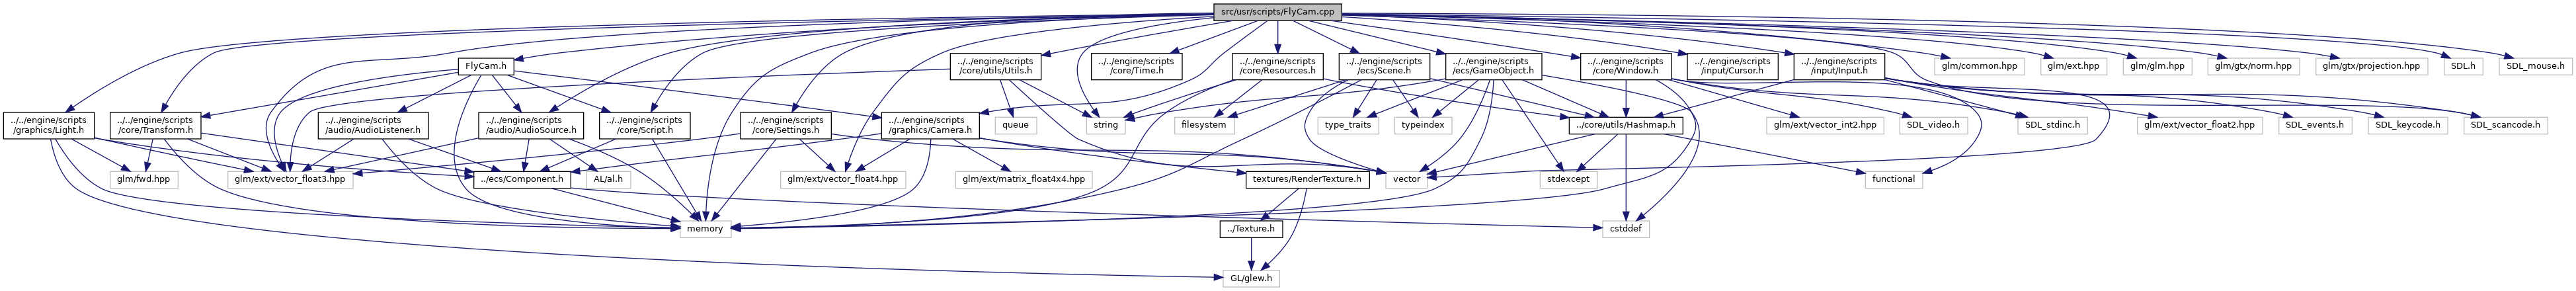 src/usr/scripts/FlyCam.cpp
FlyCam.h
../../engine/scripts
/core/utils/Utils.h
../../engine/scripts
/core/Time.h
../../engine/scripts
/core/Resources.h
../../engine/scripts
/ecs/Scene.h
../../engine/scripts
/ecs/GameObject.h
../../engine/scripts
/core/Window.h
../../engine/scripts
/input/Cursor.h
../../engine/scripts
/input/Input.h
glm/common.hpp
glm/ext.hpp
glm/glm.hpp
glm/gtx/norm.hpp
glm/gtx/projection.hpp
SDL.h
SDL_mouse.h
../../engine/scripts
/graphics/Light.h
../../engine/scripts
/core/Transform.h
../../engine/scripts
/audio/AudioListener.h
../../engine/scripts
/audio/AudioSource.h
../../engine/scripts
/core/Script.h
../../engine/scripts
/core/Settings.h
../../engine/scripts
/graphics/Camera.h
queue
string
filesystem
type_traits
typeindex
../core/utils/Hashmap.h
glm/ext/vector_int2.hpp
SDL_video.h
SDL_stdinc.h
glm/ext/vector_float2.hpp
SDL_events.h
SDL_keycode.h
SDL_scancode.h
glm/fwd.hpp
glm/ext/vector_float3.hpp
../ecs/Component.h
AL/al.h
glm/ext/vector_float4.hpp
glm/ext/matrix_float4x4.hpp
textures/RenderTexture.h
vector
stdexcept
functional
memory
../Texture.h
cstddef
GL/glew.h